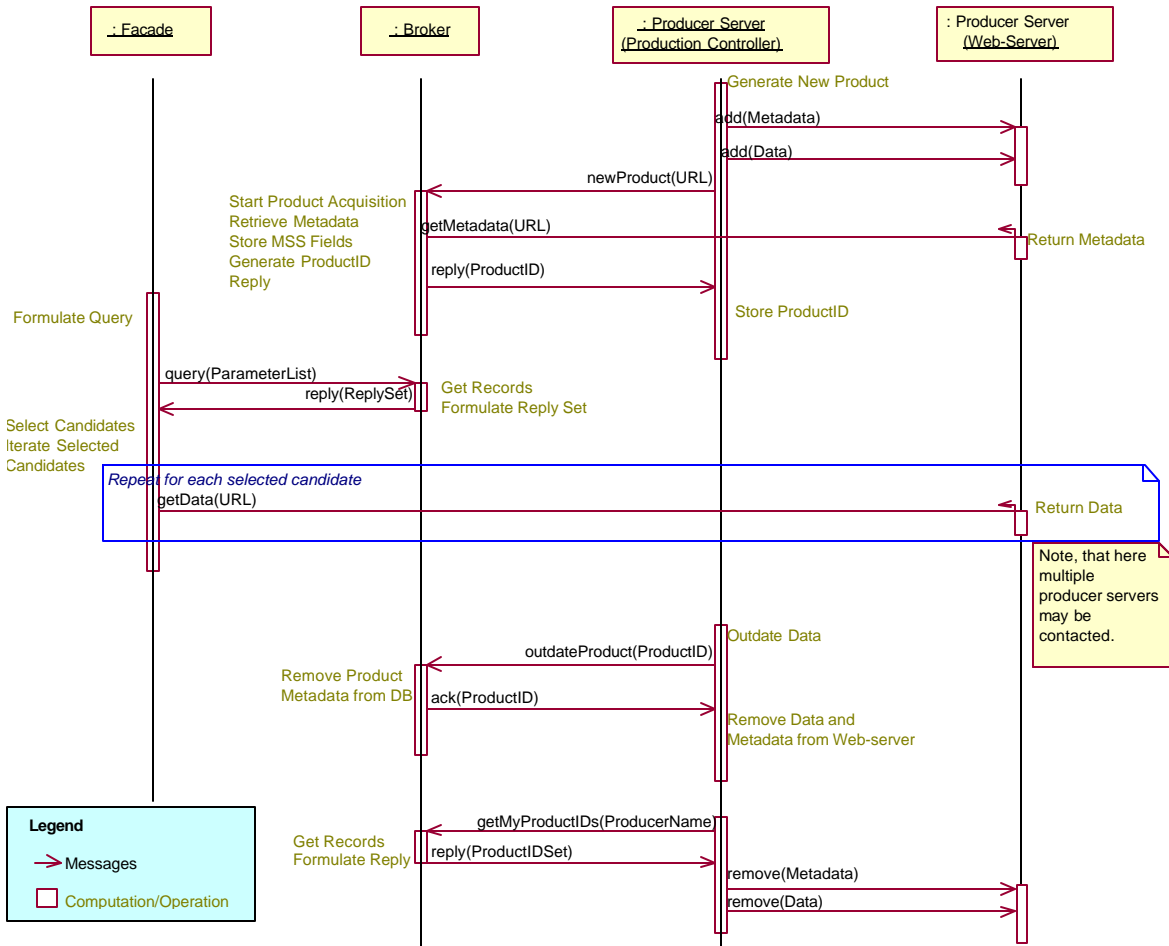 : Facade
: Broker
: Producer Server
(Production Controller)
: Producer Server
(Web-Server)
Generate New Product
add(Metadata)
add(Data)
newProduct(URL)
Start Product Acquisition
Retrieve Metadata
Store MSS Fields
Generate ProductID
Reply
getMetadata(URL)
Return Metadata
reply(ProductID)
Store ProductID
Formulate Query
query(ParameterList)
reply(ReplySet)
Get Records
Formulate Reply Set
Select Candidates
Iterate Selected
Candidates
Repeat for each selected candidate
getData(URL)
Return Data
Note, that here
multiple
producer servers
may be
contacted.
Outdate Data
outdateProduct(ProductID)
Remove Product
Metadata from DB
ack(ProductID)
Remove Data and
Metadata from Web-server
getMyProductIDs(ProducerName)
Get Records
Formulate Reply
reply(ProductIDSet)
remove(Metadata)
remove(Data)
Legend
Messages
Computation/Operation